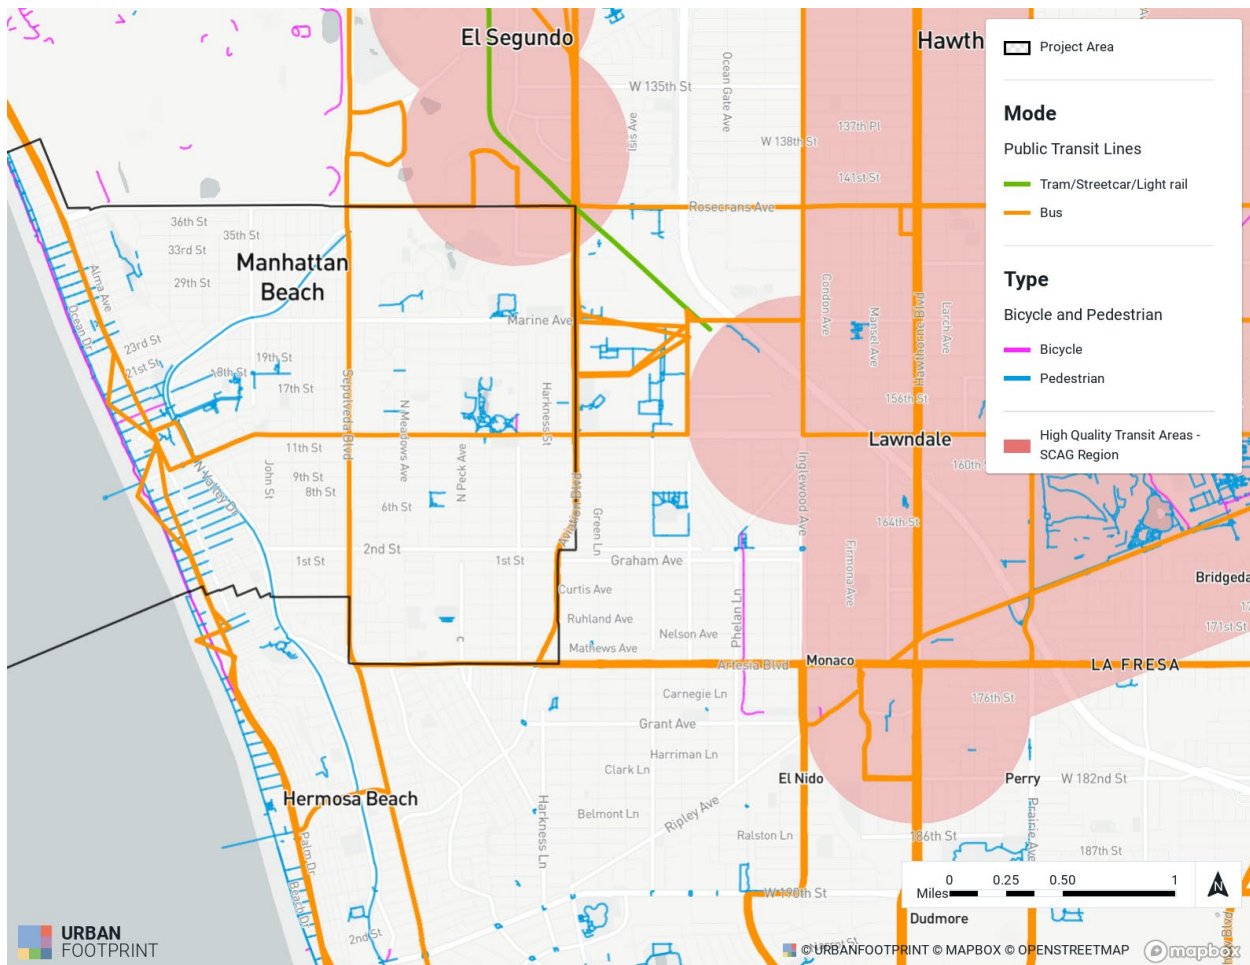 El Segundo
Hawth
W 135th St
Ocean Gate Ave
Isis Ave
W 138th St
137th Pl
141st St
Rosecrans Ave
36th St
35th St
33rd St
29th St
Manhattan
Beach
Alma Ave
Ocean Dr
23rd St
21st St
19th St
18th St
17th St
Marine Ave
Condon Ave
Mansel Ave
Hawthorne Blvd
Larch Ave
156th St
Sepulveda Blvd
N Meadows Ave
Harkness St
Lawndale
11th St
9th St
8th St
John St
N Valley Dr
N Peck Ave
6th St
Aviation Blvd
Green Ln
Inglewood Ave
160th
164th St
2nd St
1st St
1st St
Graham Ave
Firmona Ave
Curtis Ave
Phelan Ln
Ruhland Ave
Nelson Ave
Mathews Ave
Bridgeda
171st St
Artesia Blvd
Monaco
LA FRESA
Carnegie Ln
176th St
Grant Ave
Harriman Ln
Clark Ln
El Nido
Perry
W 182nd St
Hermosa Beach
Harkness Ln
Belmont Ln
Ripley Ave
Ralston Ln
186th St
187th St
Prairie Ave
Palm Dr
Beach Dr
W 190th St
Dudmore
2nd St
Project Area
Mode
Public Transit Lines
Tram/Streetcar/Light rail
Bus
Type
Bicycle and Pedestrian
Bicycle
Pedestrian
High Quality Transit Areas -
SCAG Region
0 0.25 0.50 1
Miles
N
URBAN
FOOTPRINT
© URBANFOOTPRINT © MAPBOX © OPENSTREETMAP
mapbox